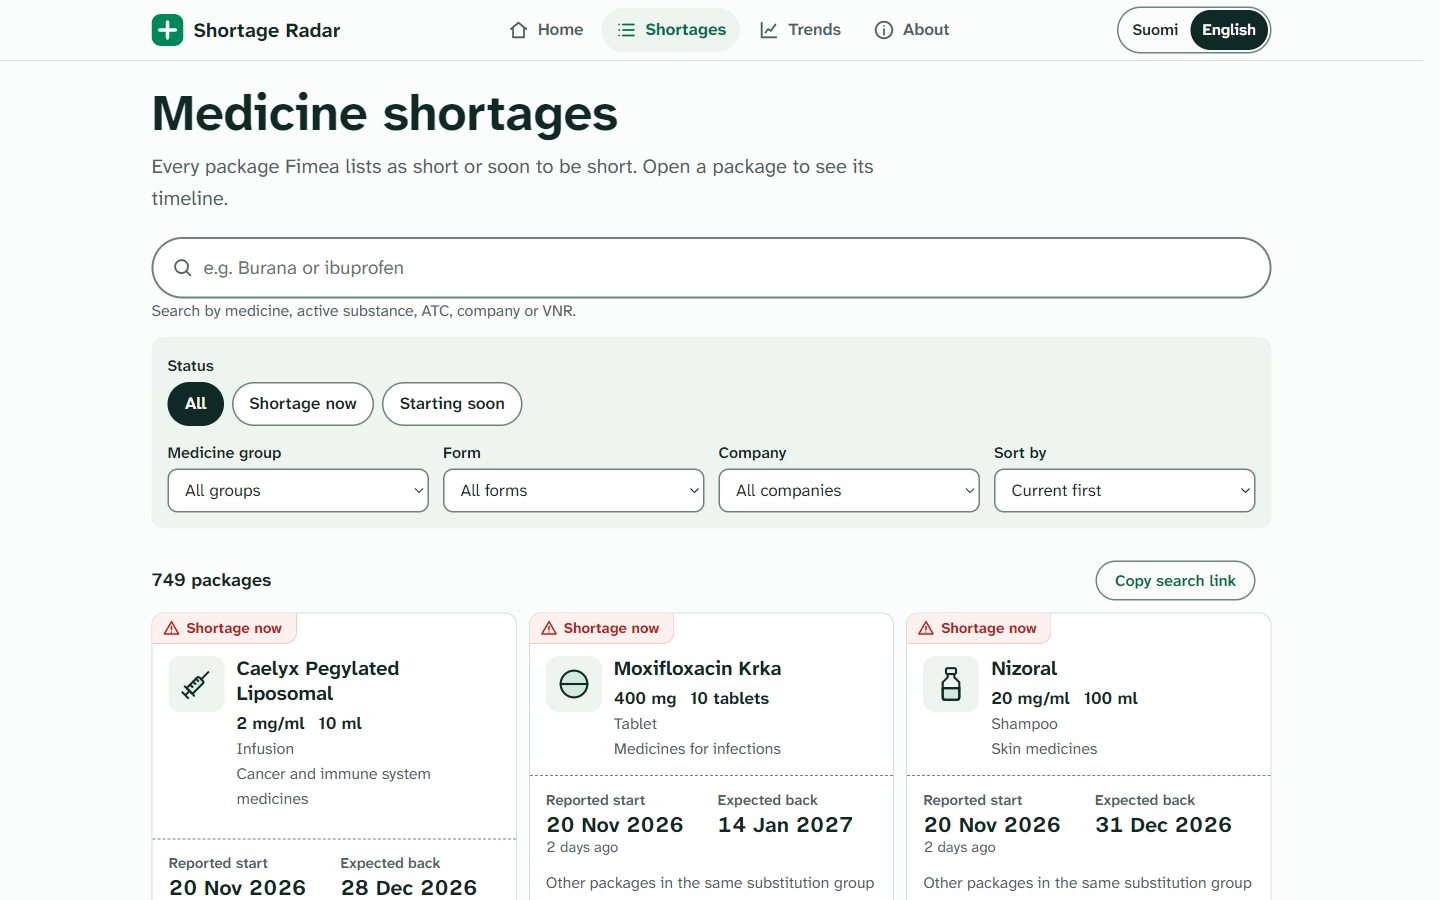 Shortage Radar
Home
Shortages
Trends
About
Suomi
English
Medicine shortages
Every package Fimea lists as short or soon to be short. Open a package to see its
timeline.
e.g. Burana or ibuprofen
Search by medicine, active substance, ATC, company or VNR.
Status
All
Shortage now
Starting soon
Medicine group
Form
Company
Sort by
All groups
All forms
All companies
Current first
749 packages
Copy search link
Shortage now
Caelyx Pegylated
Liposomal
2 mg/ml 10 ml
Infusion
Cancer and immune system
medicines
Reported start
Expected back
20 Nov 2026
28 Dec 2026
Shortage now
Moxifloxacin Krka
400 mg 10 tablets
Tablet
Medicines for infections
Reported start
Expected back
20 Nov 2026
14 Jan 2027
2 days ago
Other packages in the same substitution group
Shortage now
Nizoral
20 mg/ml 100 ml
Shampoo
Skin medicines
Reported start
Expected back
20 Nov 2026
31 Dec 2026
2 days ago
Other packages in the same substitution group